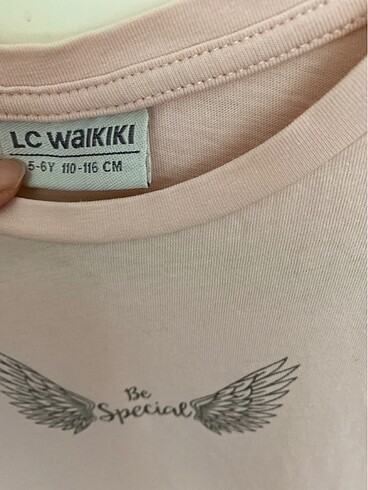 LC WAIKIKI
5-6Y 110-116 CM
Be
Special